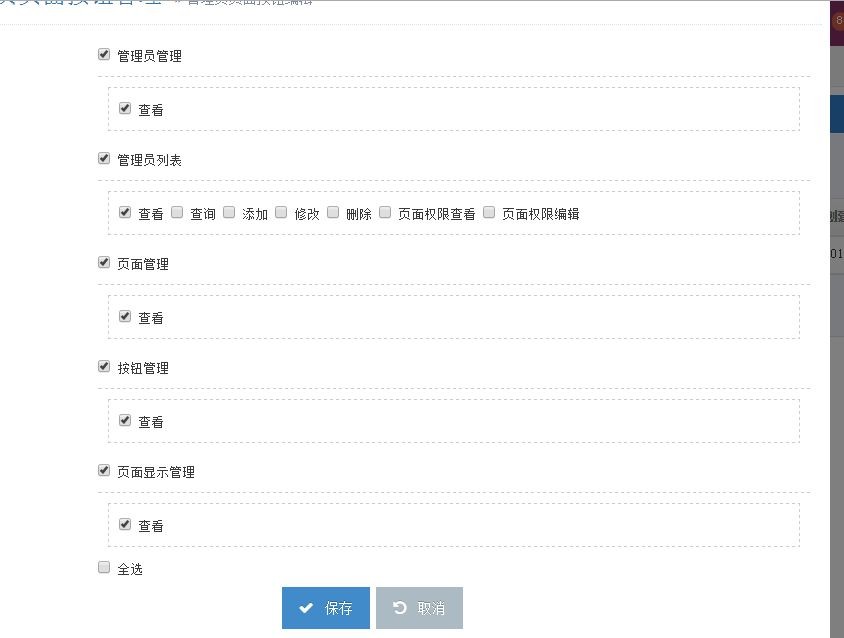 管理员管理
查看
管理员列表
查看 查询 添加 修改 删除 页面权限查看 页面权限编辑
页面管理
查看
按钮管理
查看
页面显示管理
查看
全选
保存 取消
8
01